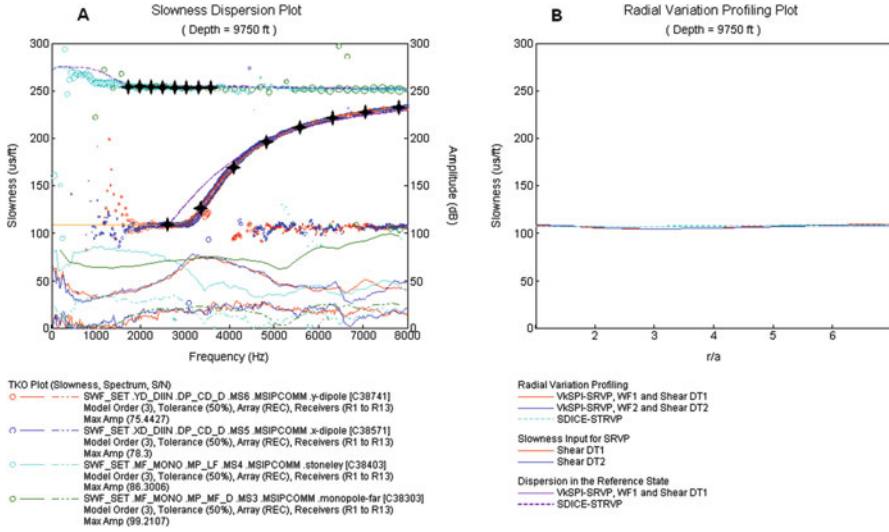 A
Slowness Dispersion Plot
( Depth = 9750 ft )
300
250
200
150
100
50
0
Slowness (us/ft)
300
250
200
150
100
50
0
Amplitude (dB)
0 1000 2000 3000 4000 5000 6000 7000 8000
Frequency (Hz)
TKO Plot (Slowness, Spectrum, S/N)
SWF_SET .YD_DIIN .DP_CD_D .MS6 .MSIPCOMM .y-dipole [C38741]
Model Order (3), Tolerance (50%), Array (REC), Receivers (R1 to R13)
Max Amp (75.4427)
SWF_SET .XD_DIIN .DP_CD_D .MS5 .MSIPCOMM .x-dipole [C38571]
Model Order (3), Tolerance (50%), Array (REC), Receivers (R1 to R13)
Max Amp (78.3)
SWF_SET .MF_MONO .MP_LF .MS4 .MSIPCOMM .stoneley [C38403]
Model Order (3), Tolerance (50%), Array (REC), Receivers (R1 to R13)
Max Amp (86.3006)
SWF_SET .MF_MONO .MP_MF_D .MS3 .MSIPCOMM .monopole-far [C38303]
Model Order (3), Tolerance (50%), Array (REC), Receivers (R1 to R13)
Max Amp (99.2107)
B
Radial Variation Profiling Plot
( Depth = 9750 ft )
300
250
200
150
100
50
0
Slowness (us/ft)
2 3 4 5 6
r/a
Radial Variation Profiling
VkSPI-SRVP, WF1 and Shear DT1
VkSPI-SRVP, WF2 and Shear DT2
SDICE-STRVP
Slowness Input for SRVP
Shear DT1
Shear DT2
Dispersion in the Reference State
VkSPI-SRVP, WF1 and Shear DT1
SDICE-STRVP